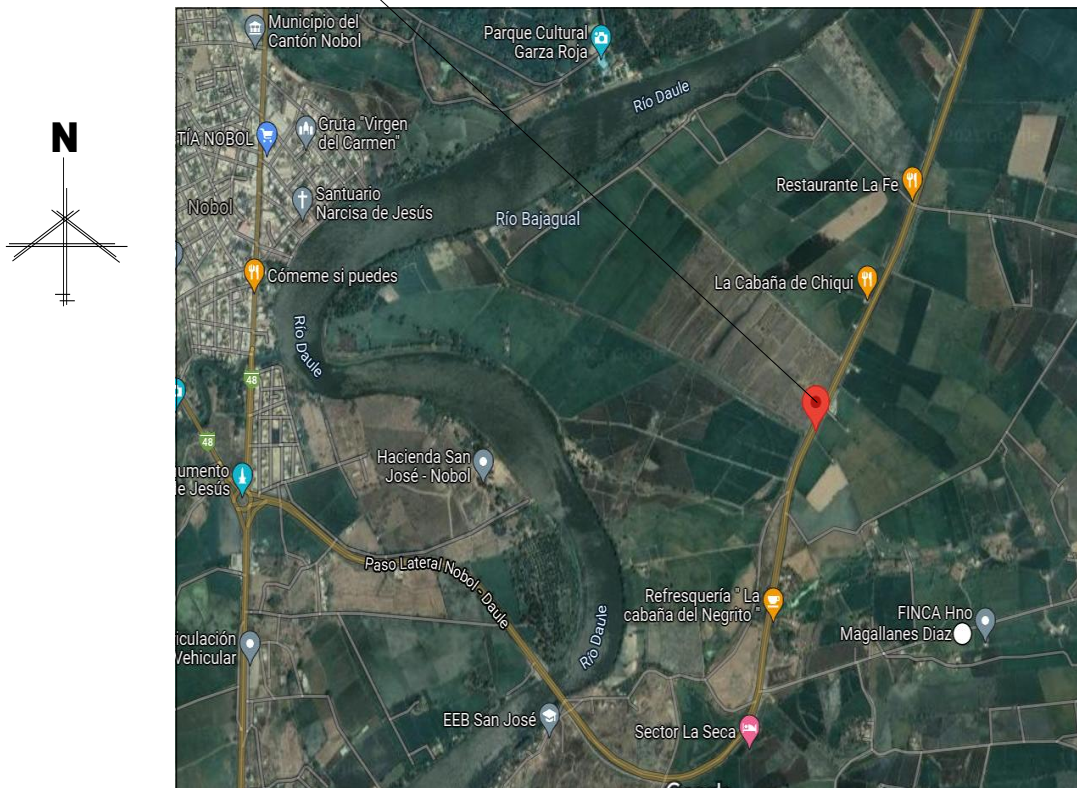 Municipio del
Cantón Nobol
Parque Cultural
Garza Roja
Río Daule
N
TÍA NOBOL
Gruta "Virgen
del Carmen"
Restaurante La Fe
Nobol
Santuario
Narcisa de Jesús
Río Bajagual
Cómeme si puedes
La Cabaña de Chiqui
Río Daule
48
48
Hacienda San
José - Nobol
umento
e Jesús
Paso Lateral Nobol - Daule
Refresquería " La
cabaña del Negrito "
FINCA Hno
Magallanes Diaz
Río Daule
iculación
Vehicular
EEB San José
Sector La Seca